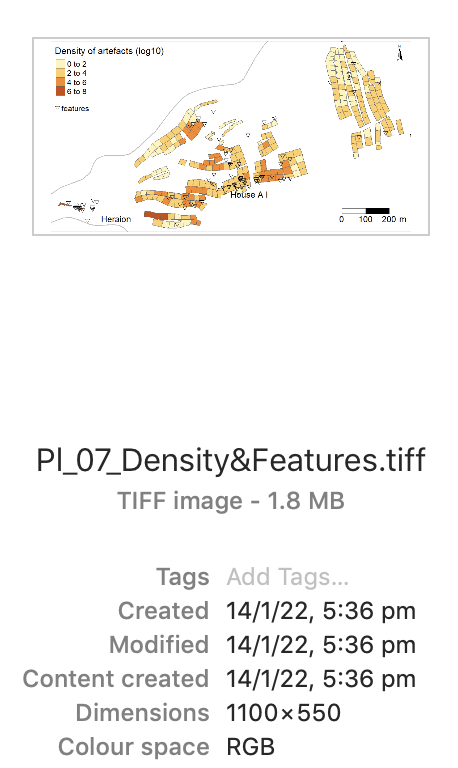 Density of artefacts (log10)
0 to 2
2 to 4
4 to 6
6 to 8
features
House A I
Heraion
0 100 200 m
Pl_07_Density&Features.tiff
TIFF image - 1.8 MB
Tags Add Tags...
Created 14/1/22, 5:36 pm
Modified 14/1/22, 5:36 pm
Content created 14/1/22, 5:36 pm
Dimensions 1100×550
Colour space RGB